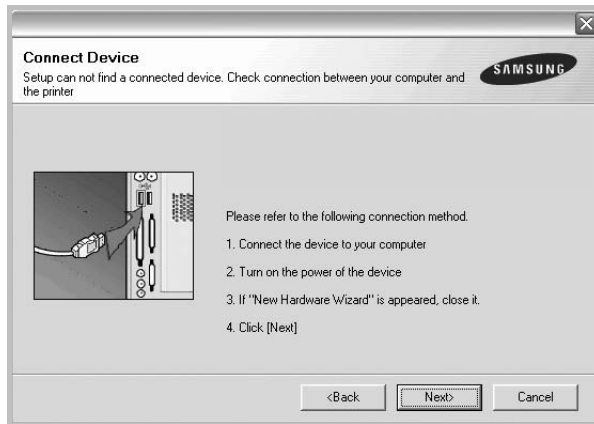 Connect Device
Setup can not find a connected device. Check connection between your computer and
the printer
SAMSUNG
Please refer to the following connection method.
1. Connect the device to your computer
2. Turn on the power of the device
3. If "New Hardware Wizard" is appeared, close it.
4. Click [Next]
<Back
Next>
Cancel